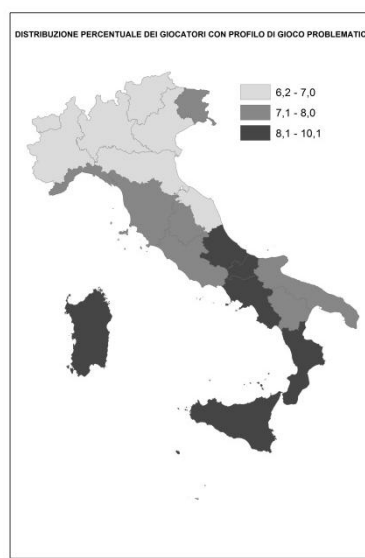 DISTRIBUZIONE PERCENTUALE DEI GIOCATORI CON PROFILO DI GIOCO PROBLEMATIC
6,2 - 7,0
7,1 - 8,0
8,1 - 10,1